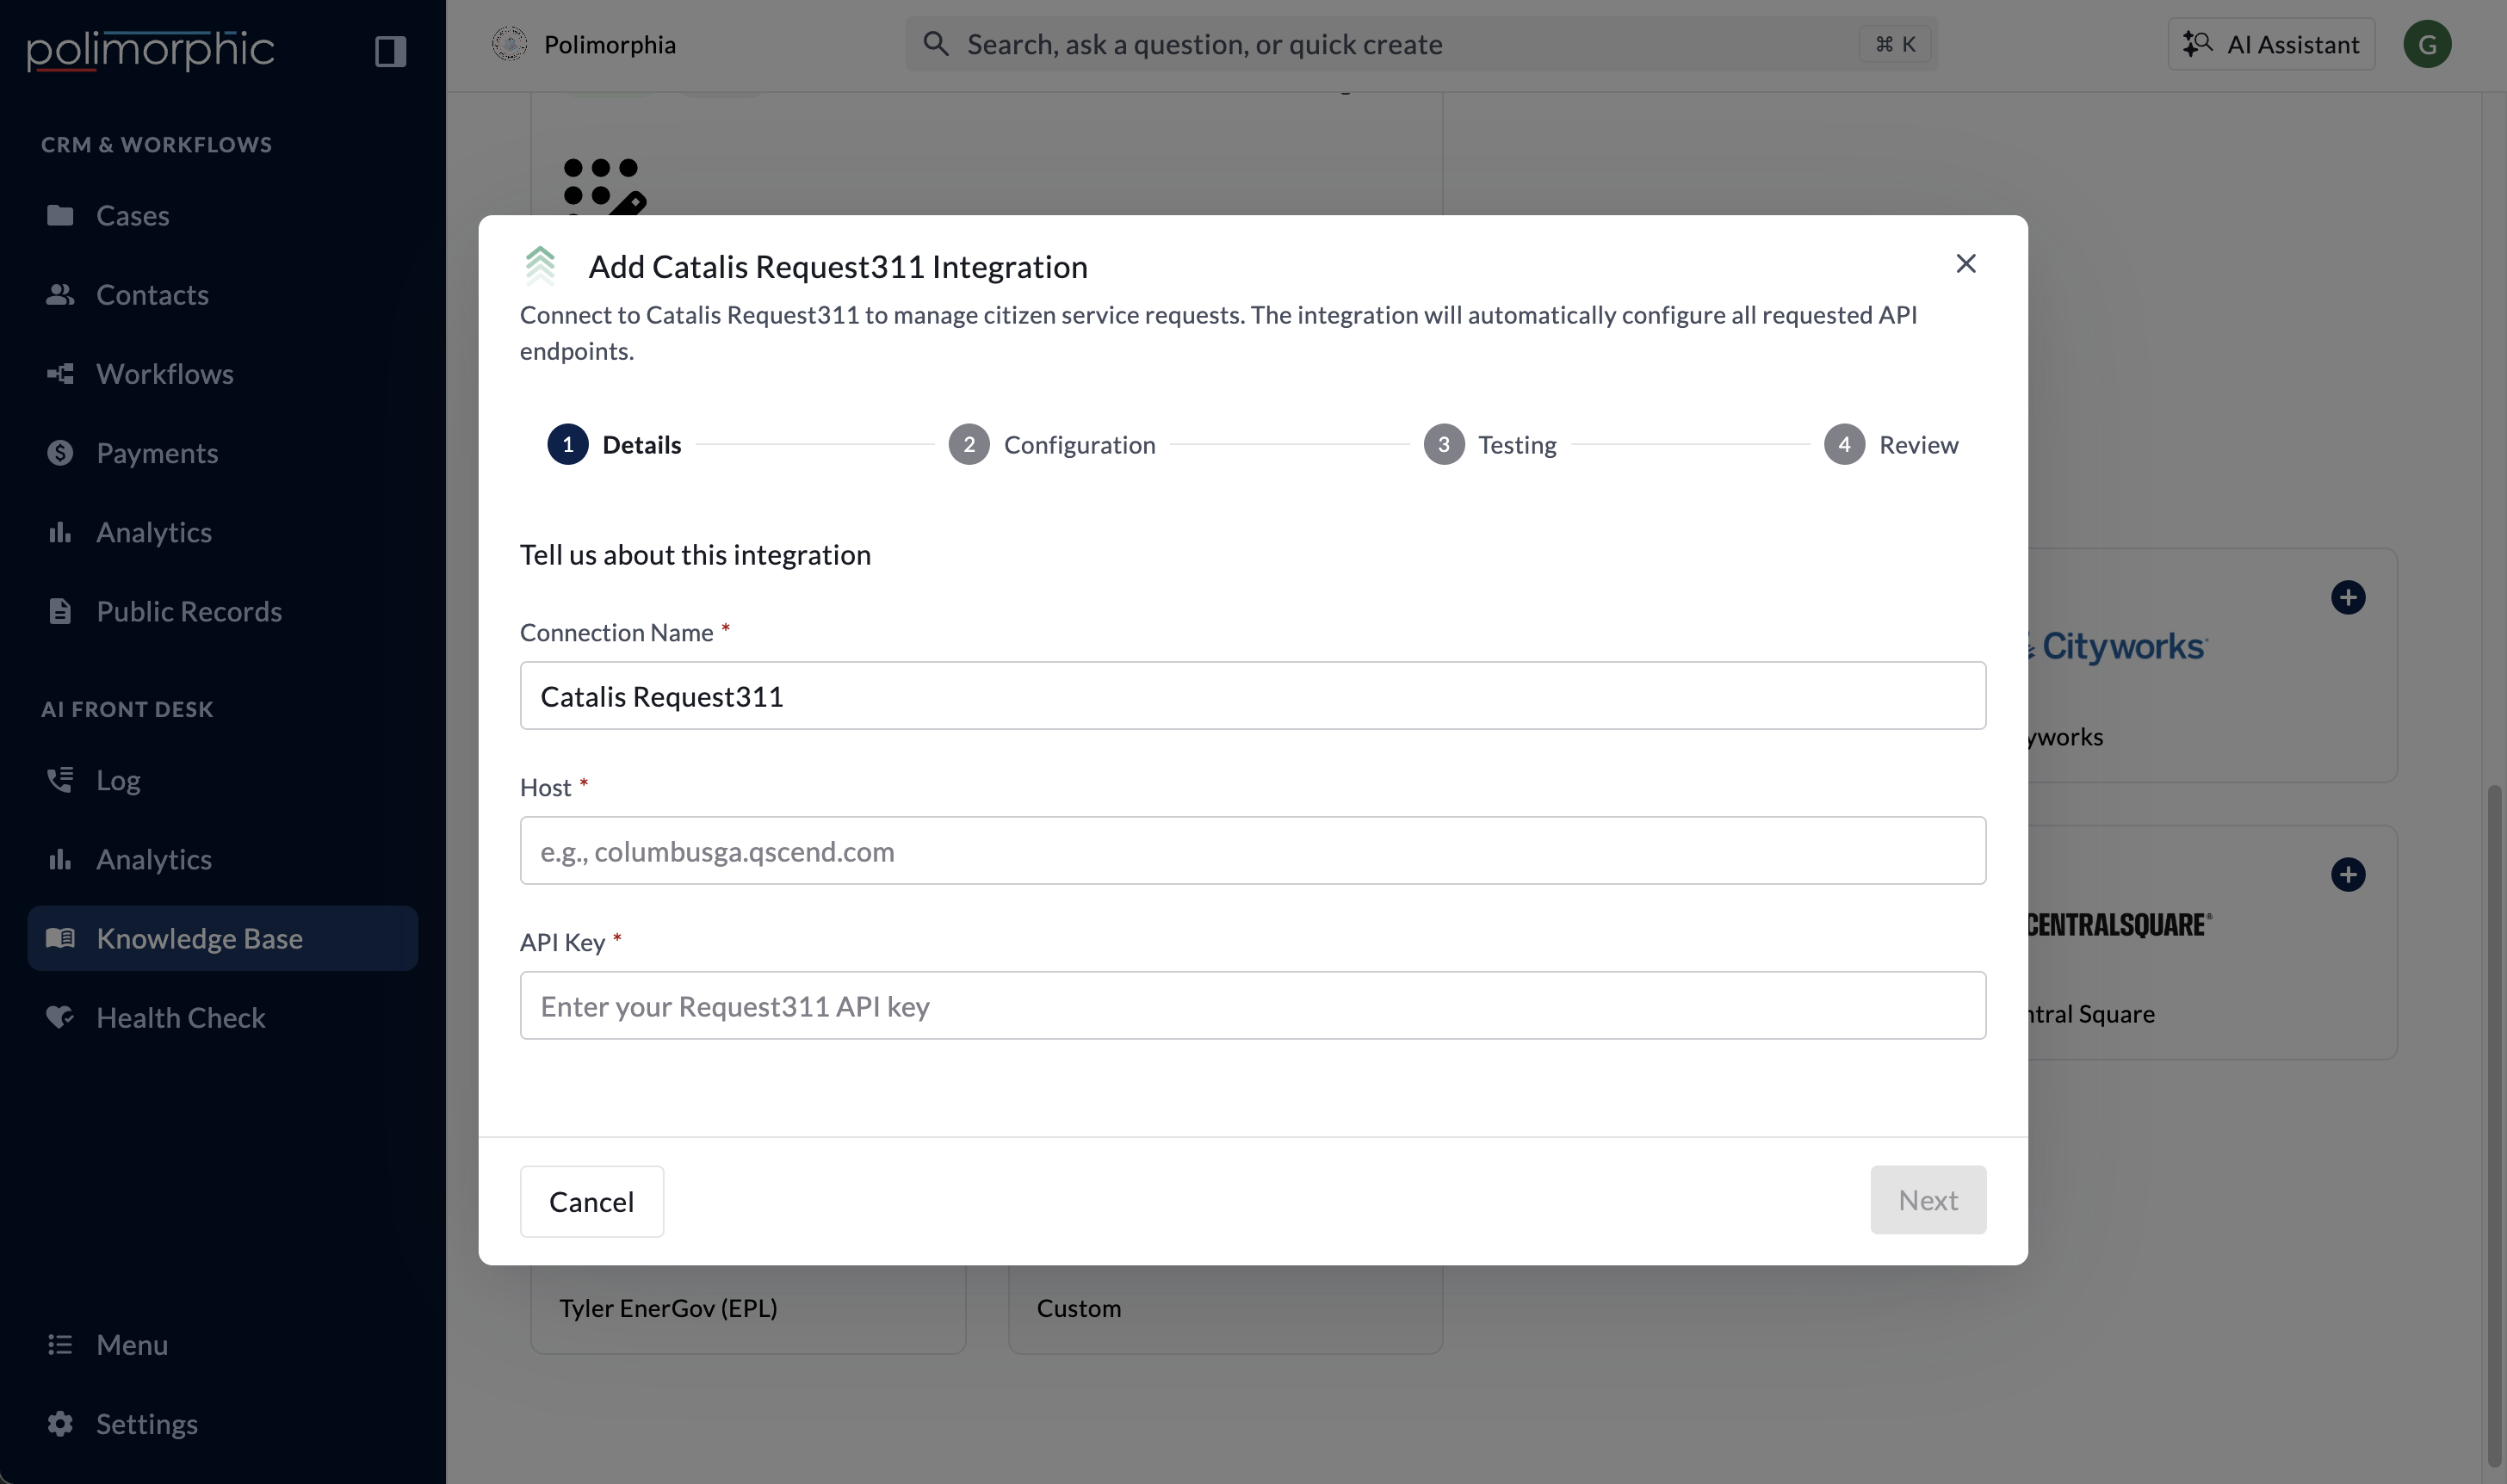 polimorphic
Polimorphia
Search, ask a question, or quick create
⌘ K
AI Assistant
G
CRM & WORKFLOWS
Cases
Contacts
Workflows
Payments
Analytics
Public Records
AI FRONT DESK
Log
Analytics
Knowledge Base
Health Check
Menu
Settings
Add Catalis Request311 Integration
Connect to Catalis Request311 to manage citizen service requests. The integration will automatically configure all requested API
endpoints.
1 Details
2 Configuration
3 Testing
4 Review
Tell us about this integration
Connection Name *
Catalis Request311
Host *
e.g., columbusga.qscend.com
API Key *
Enter your Request311 API key
Cancel
Next
Cityworks
yworks
CENTRALSQUARE
ntral Square
Tyler EnerGov (EPL)
Custom